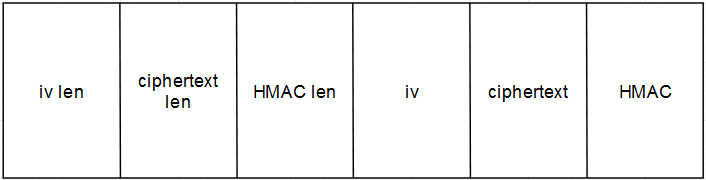 iv len
ciphertext
len
HMAC len
iv
ciphertext
HMAC